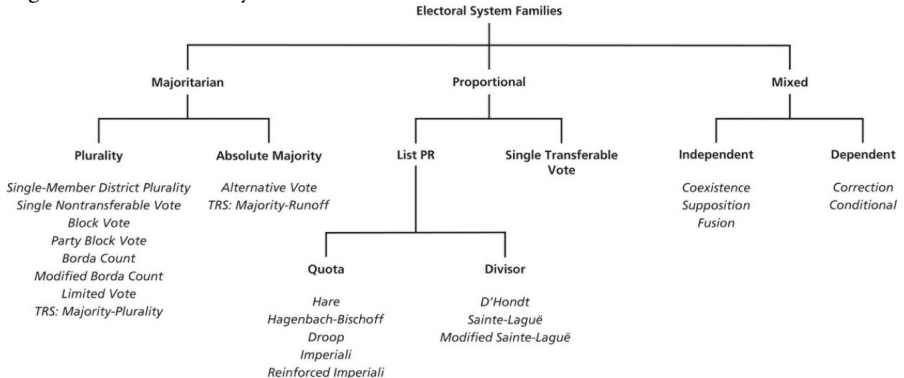 Electoral System Families
Majoritarian
Proportional
Mixed
Plurality
Absolute Majority
List PR
Single Transferable
Vote
Independent
Dependent
Single-Member District Plurality
Single Nontransferable Vote
Block Vote
Party Block Vote
Borda Count
Modified Borda Count
Limited Vote
TRS: Majority-Plurality
Alternative Vote
TRS: Majority-Runoff
Coexistence
Supposition
Fusion
Correction
Conditional
Quota
Divisor
Hare
Hagenbach-Bischoff
Droop
Imperiali
Reinforced Imperiali
D'Hondt
Sainte-Laguë
Modified Sainte-Laguë